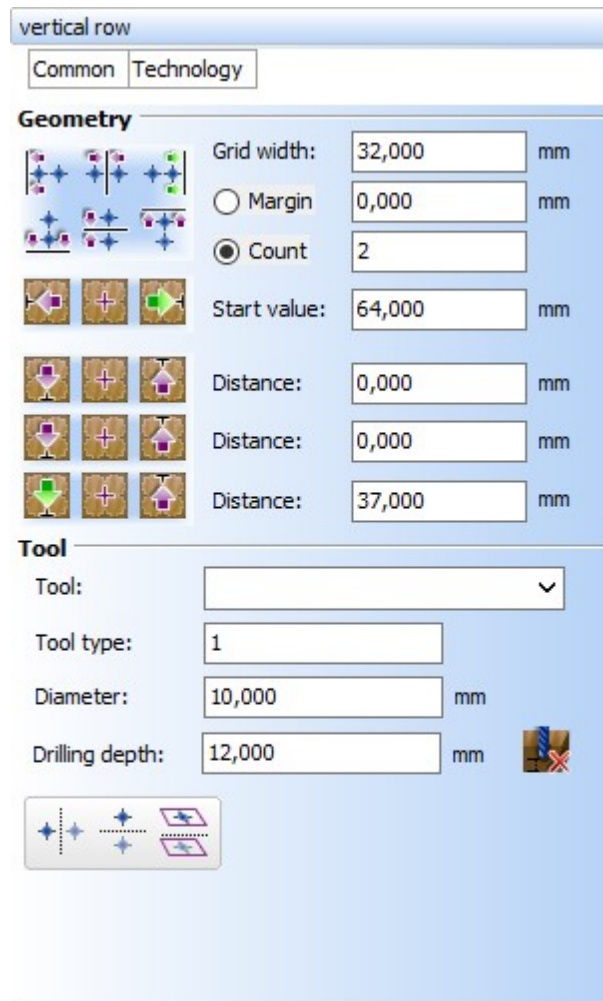 vertical row
Common Technology
Geometry
Grid width: 32,000 mm
Margin 0,000 mm
Count 2
Start value: 64,000 mm
Distance: 0,000 mm
Distance: 0,000 mm
Distance: 37,000 mm
Tool
Tool:
Tool type: 1
Diameter: 10,000 mm
Drilling depth: 12,000 mm